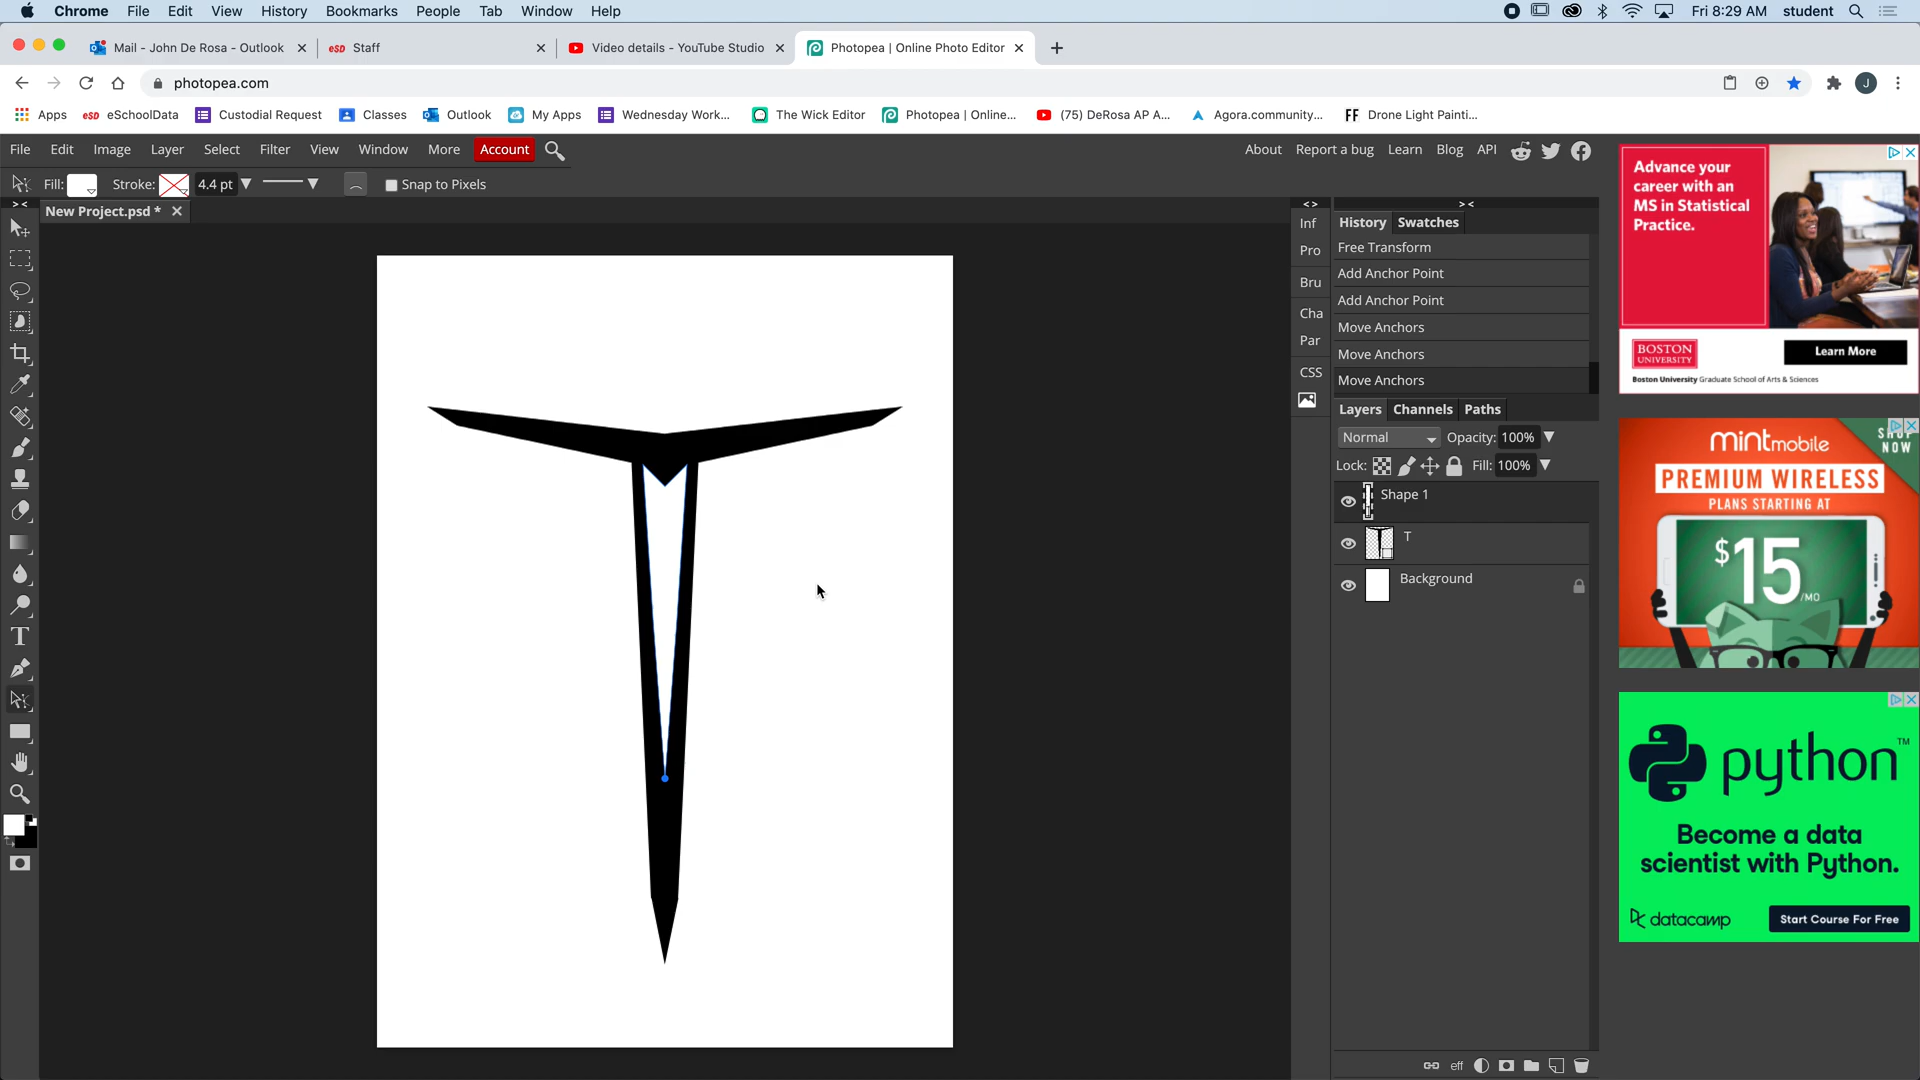 Chrome File Edit View History Bookmarks People Tab Window Help
Fri 8:29 AM student
Mail - John De Rosa - Outlook
esD Staff
Video details - YouTube Studio
Photopea | Online Photo Editor
photopea.com
J
Apps
esD eSchoolData
Custodial Request
Classes
Outlook
My Apps
Wednesday Work...
The Wick Editor
Photopea | Online...
(75) DeRosa AP A...
Agora.community...
FF Drone Light Painti...
File Edit Image Layer Select Filter View Window More Account
About Report a bug Learn Blog API
Fill: Stroke: 4.4 pt Snap to Pixels
New Project.psd *
Inf
Pro
Bru
Cha
Par
CSS
History Swatches
Free Transform
Add Anchor Point
Add Anchor Point
Move Anchors
Move Anchors
Move Anchors
Layers Channels Paths
Normal Opacity: 100%
Lock: Fill: 100%
Shape 1
T
Background
eff
Advance your
career with an
MS in Statistical
Practice.
BOSTON
UNIVERSITY
Learn More
Boston University Graduate School of Arts & Sciences
mint mobile
SHOP
NOW
PREMIUM WIRELESS
PLANS STARTING AT
$15/MO
python™
Become a data
scientist with Python.
datacamp
Start Course For Free